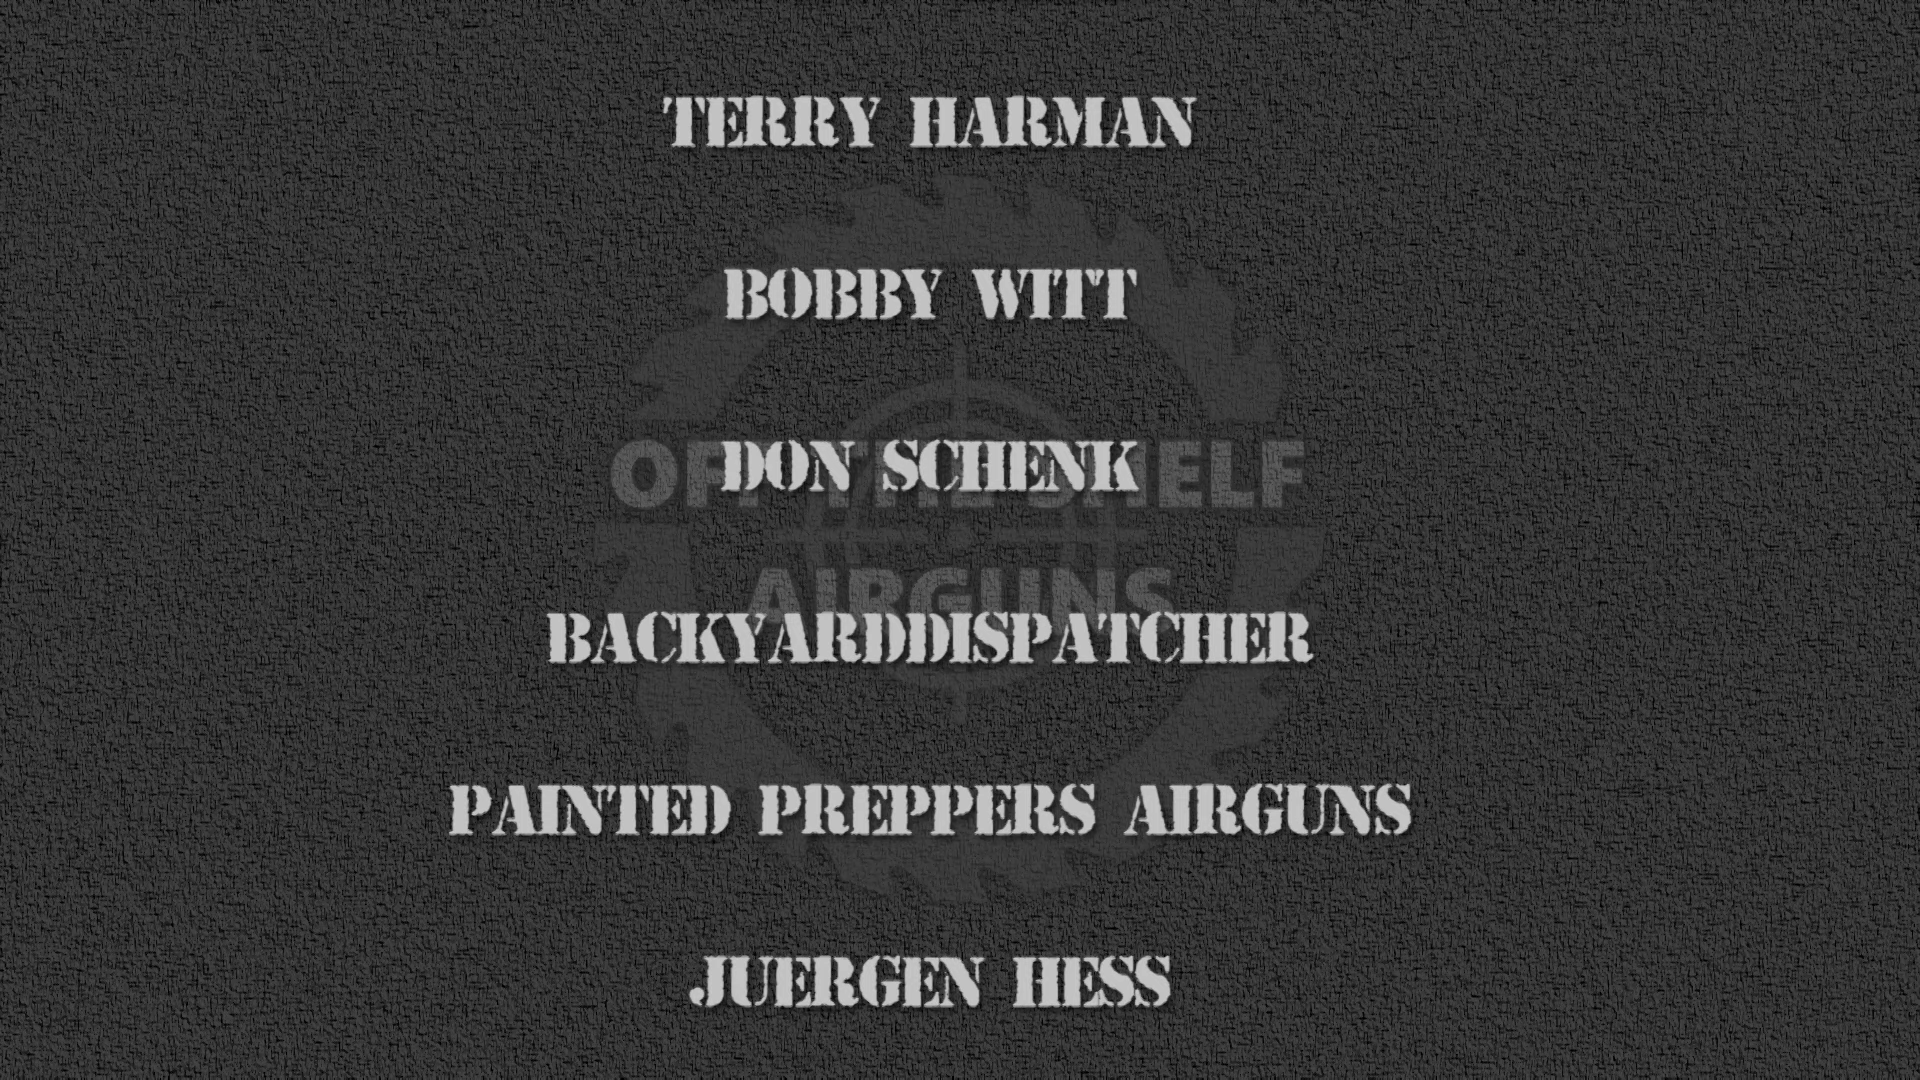 TERRY HARMAN
BOBBY WITT
OFF THE SHELF
DON SCHENK
AIRGUNS
BACKYARDDISPATCHER
PAINTED PREPPERS AIRGUNS
JUERGEN HESS